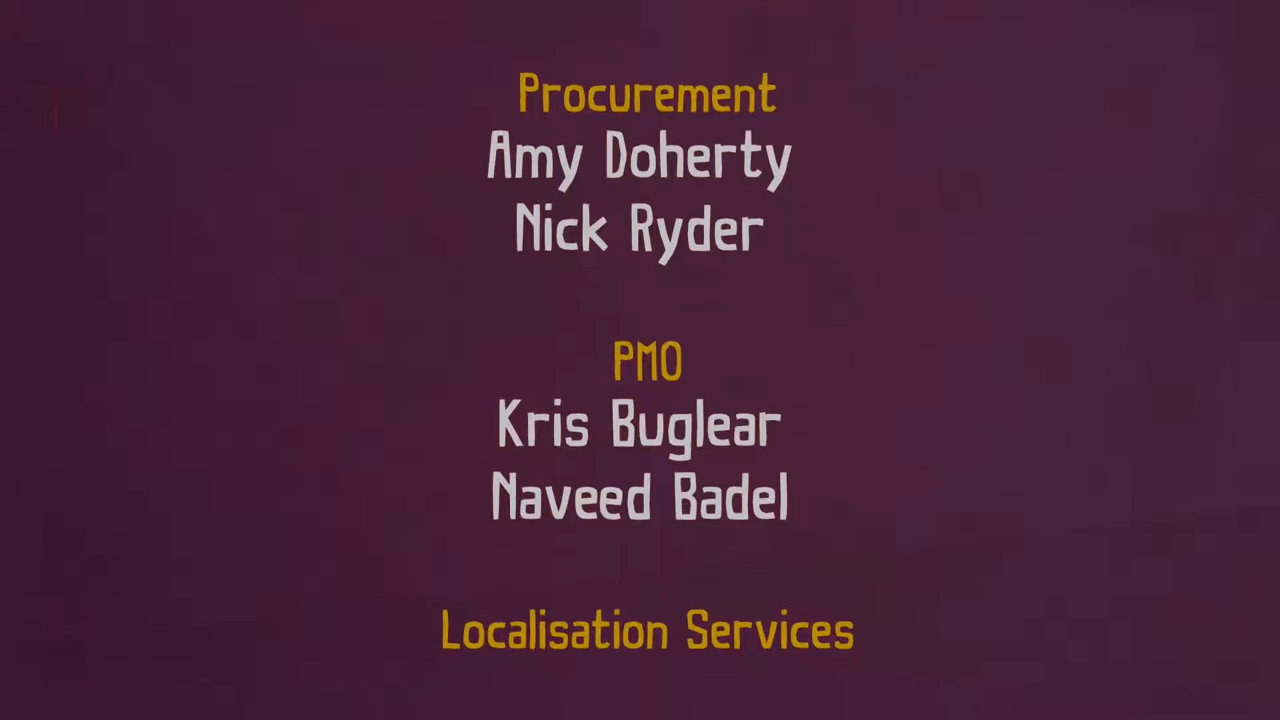 Procurement
Amy Doherty
Nick Ryder
PMO
Kris Buglear
Naveed Badel
Localisation Services